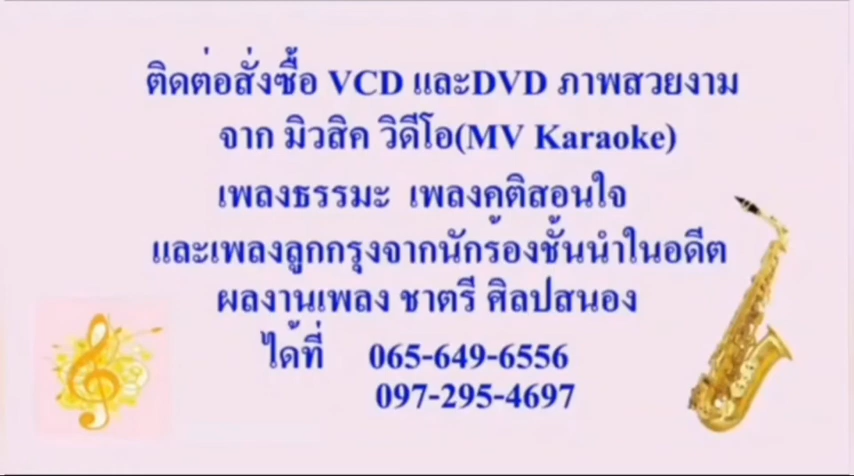 ติดต่อสั่งซื้อ VCD และDVD ภาพสวยงาม
จาก มิวสิค วิดีโอ(MV Karaoke)
เพลงธรรมะ เพลงคติสอนใจ
และเพลงลูกกรุงจากนักร้องชั้นนำในอดีต
ผลงานเพลง ชาตรี ศิลปสนอง
ได้ที่ 065-649-6556
097-295-4697